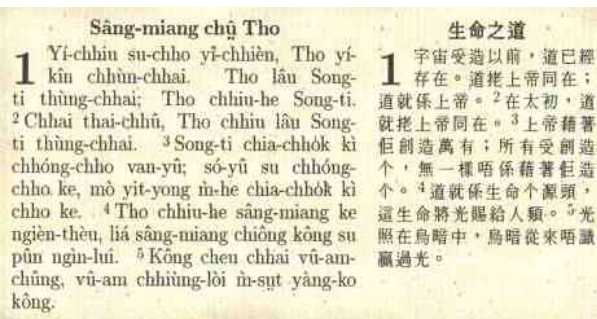 Sâng-miang chṳ̂ Tho
1 Yí-chhiu su-chho yî-chhièn, Tho yí-
kîn chhùn-chhai. Tho lâu Song-
ti thùng-chhai; Tho chhiu-he Song-ti.
² Chhai thai-chhû, Tho chhiu lâu Song-
ti thùng-chhai. ³ Song-ti chia-chho̍k kì
chhóng-chho van-yû; só-yû su chhóng-
chho ke, mò yit-yong m̀-he chia-chho̍k kì
chho ke. ⁴ Tho chhiu-he sâng-miang ke
ngièn-thèu, liá sâng-miang chiông kông su
pûn ngìn-lui. ⁵ Kông cheu chhai vû-am-
chûng, vû-am chhiùng-lòi m̀-sṳt yàng-ko
kông.
生命之道
1 宇宙受造以前，道已經
存在。道㧯上帝同在；
道就係上帝。²在太初，道
就㧯上帝同在。³上帝藉著
佢創造萬有；所有受創造
个，無一樣唔係藉著佢造
个。⁴道就係生命个源頭，
這生命將光賜給人類。⁵光
照在烏暗中，烏暗從來唔識
贏過光。